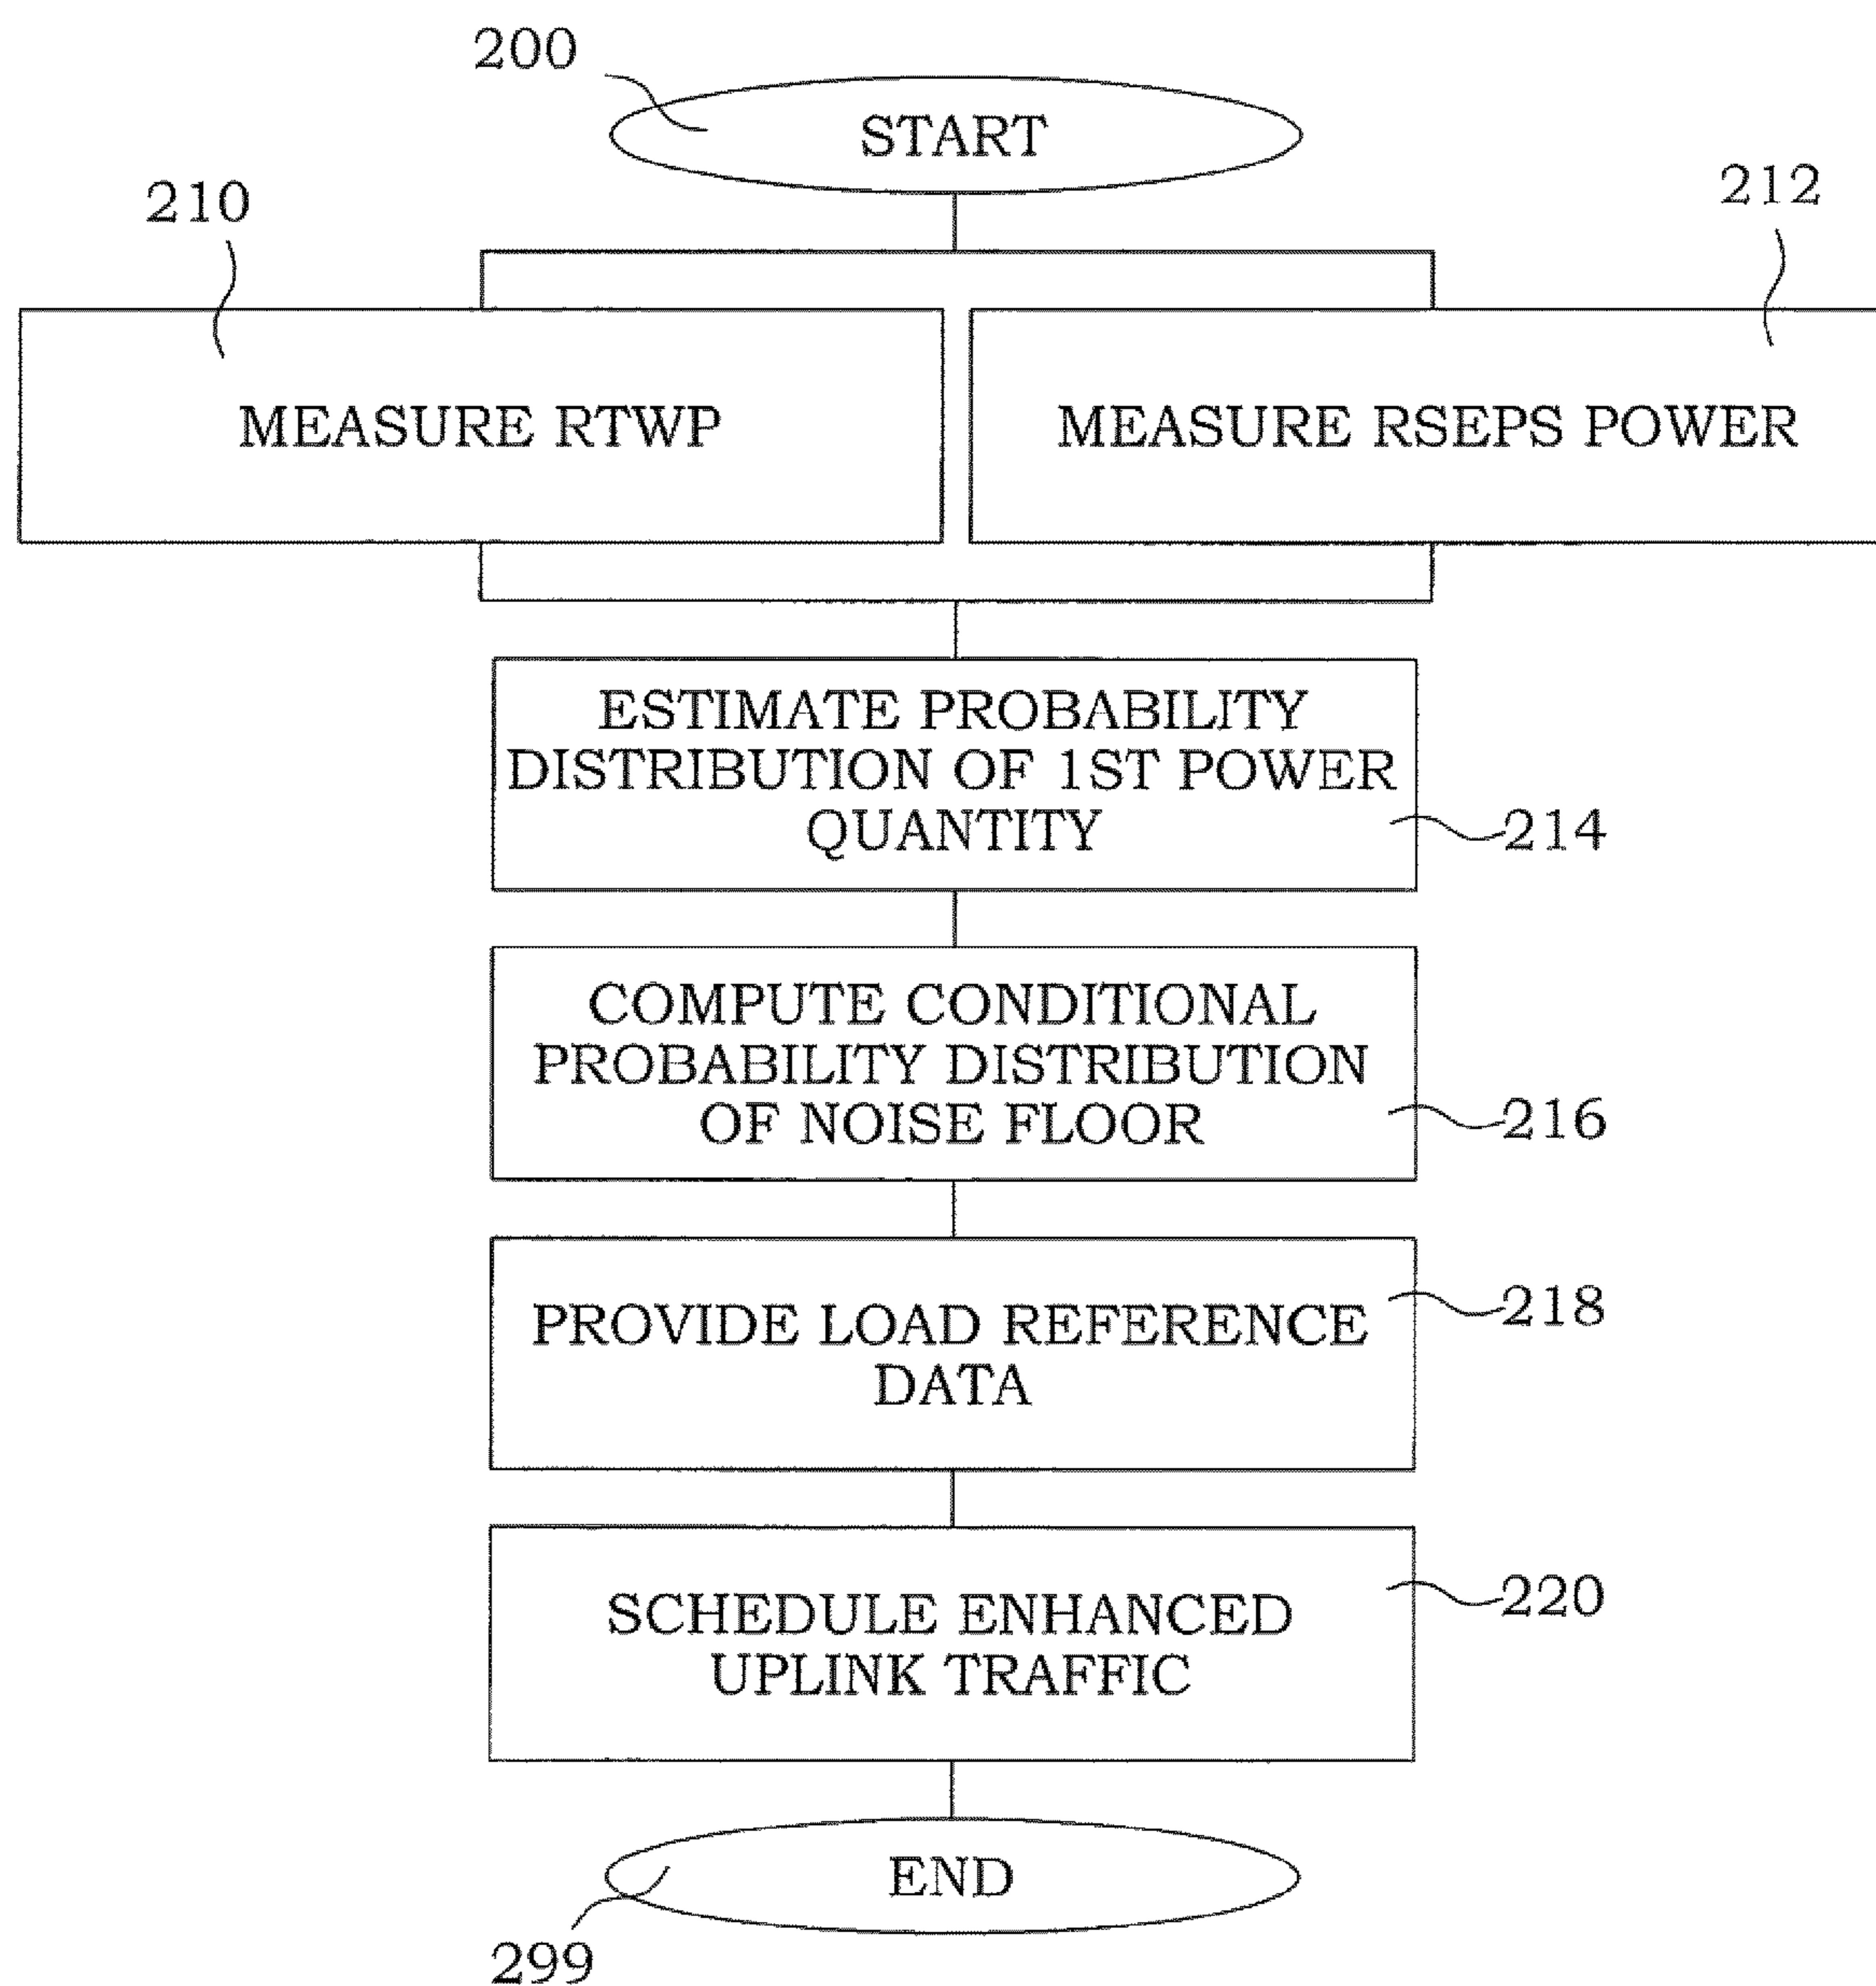 200
START
210
212
MEASURE RTWP
MEASURE RSEPS POWER
ESTIMATE PROBABILITY
DISTRIBUTION OF 1ST POWER
QUANTITY
214
COMPUTE CONDITIONAL
PROBABILITY DISTRIBUTION
OF NOISE FLOOR
216
PROVIDE LOAD REFERENCE
DATA
218
SCHEDULE ENHANCED
UPLINK TRAFFIC
220
END
299